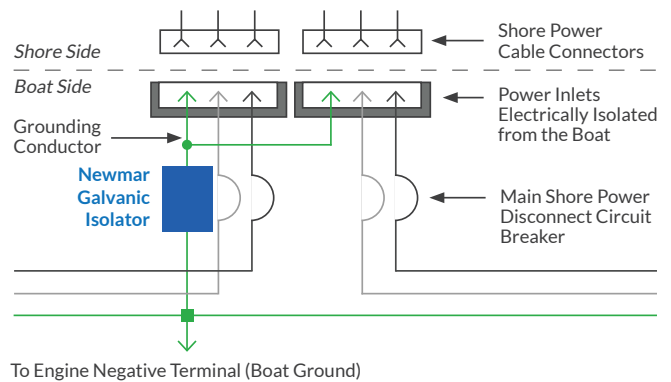 Shore Side
Boat Side
Shore Power
Cable Connectors
Power Inlets
Electrically Isolated
from the Boat
Grounding
Conductor
Newmar
Galvanic
Isolator
Main Shore Power
Disconnect Circuit
Breaker
To Engine Negative Terminal (Boat Ground)